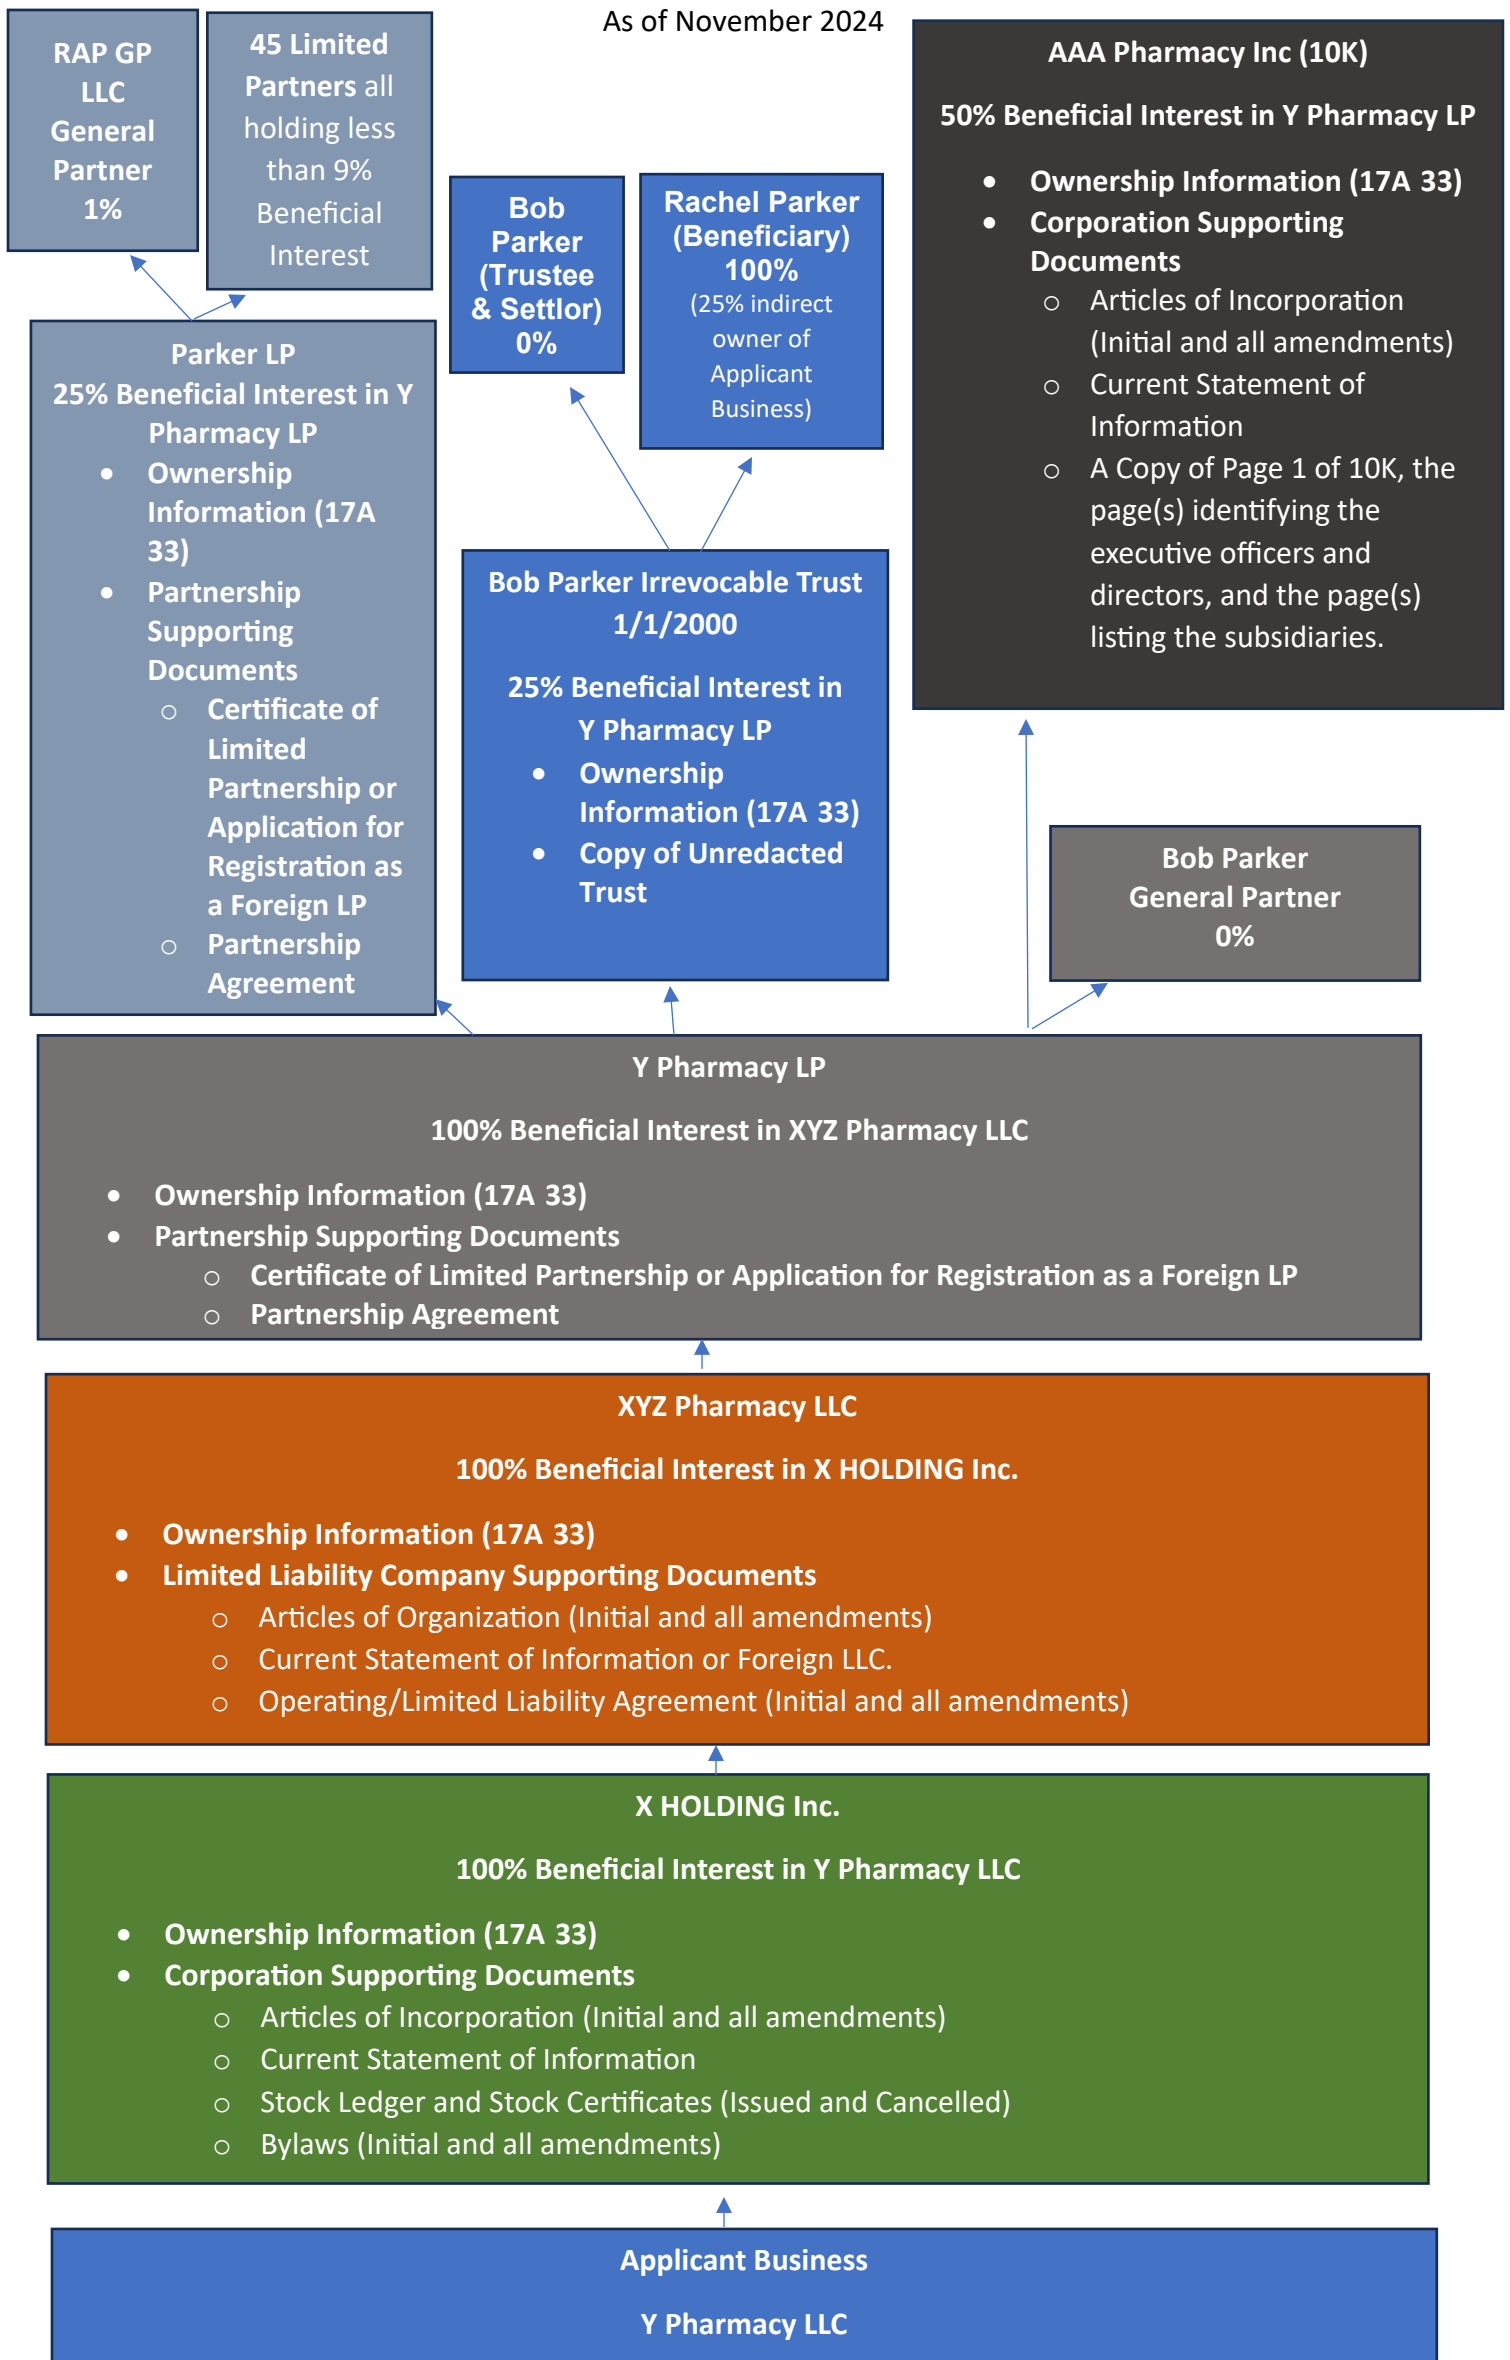 As of November 2024
RAP GP
LLC
General
Partner
1%
45 Limited
Partners all
holding less
than 9%
Beneficial
Interest
Bob
Parker
(Trustee
& Settlor)
0%
Rachel Parker
(Beneficiary)
100%
(25% indirect
owner of
Applicant
Business)
AAA Pharmacy Inc (10K)
50% Beneficial Interest in Y Pharmacy LP
• Ownership Information (17A 33)
• Corporation Supporting
Documents
o Articles of Incorporation
(Initial and all amendments)
o Current Statement of
Information
o A Copy of Page 1 of 10K, the
page(s) identifying the
executive officers and
directors, and the page(s)
listing the subsidiaries.
Parker LP
25% Beneficial Interest in Y
Pharmacy LP
• Ownership
Information (17A
33)
• Partnership
Supporting
Documents
o Certificate of
Limited
Partnership or
Application for
Registration as
a Foreign LP
o Partnership
Agreement
Bob Parker Irrevocable Trust
1/1/2000
25% Beneficial Interest in
Y Pharmacy LP
• Ownership
Information (17A 33)
• Copy of Unredacted
Trust
Bob Parker
General Partner
0%
Y Pharmacy LP
100% Beneficial Interest in XYZ Pharmacy LLC
• Ownership Information (17A 33)
• Partnership Supporting Documents
o Certificate of Limited Partnership or Application for Registration as a Foreign LP
o Partnership Agreement
XYZ Pharmacy LLC
100% Beneficial Interest in X HOLDING Inc.
• Ownership Information (17A 33)
• Limited Liability Company Supporting Documents
o Articles of Organization (Initial and all amendments)
o Current Statement of Information or Foreign LLC.
o Operating/Limited Liability Agreement (Initial and all amendments)
X HOLDING Inc.
100% Beneficial Interest in Y Pharmacy LLC
• Ownership Information (17A 33)
• Corporation Supporting Documents
o Articles of Incorporation (Initial and all amendments)
o Current Statement of Information
o Stock Ledger and Stock Certificates (Issued and Cancelled)
o Bylaws (Initial and all amendments)
Applicant Business
Y Pharmacy LLC